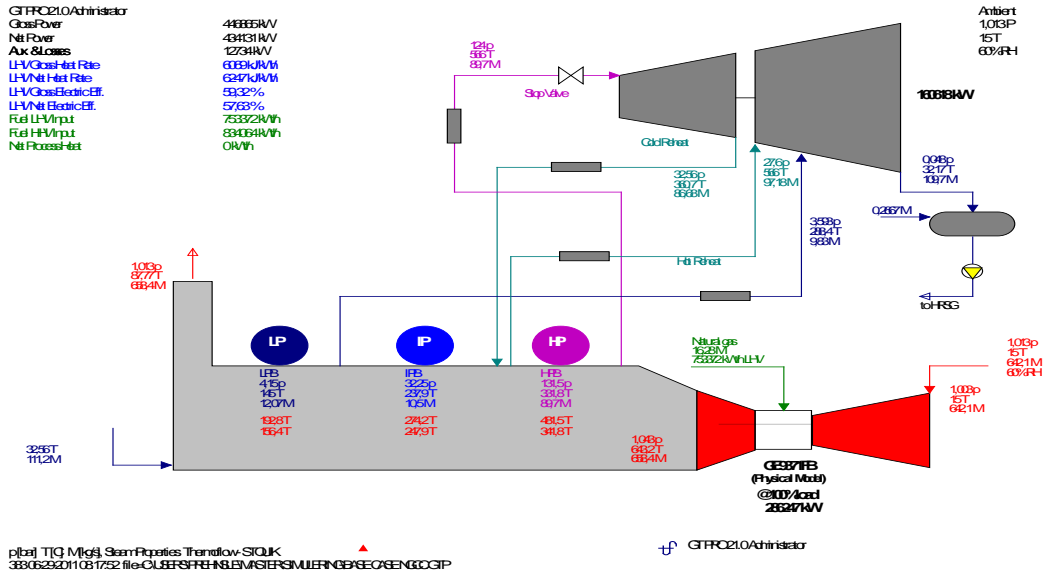 GT PRO 21.0 Administrator
Gross Power 446865 kW
Net Power 434131 kW
Aux. & Losses 12734 kW
LHV Gross Heat Rate 6069 kJ/kWh
LHV Net Heat Rate 6247 kJ/kWh
LHV Gross Electric Eff. 59,32 %
LHV Net Electric Eff. 57,63 %
Fuel LHV Input 753372 kWth
Fuel HHV Input 834064 kWth
Net Process Heat 0 kWth
Ambient
1,013 P
15 T
60% RH
124 p
566 T
89,7 M
Stop Valve
160618 kW
Cold Reheat
32,56 p
360,7 T
86,68 M
27,6 p
566 T
97,18 M
0,048 p
32,17 T
109,7 M
0,2667 M
3,593 p
288,4 T
9,83 M
Hot Reheat
to HRSG
1,013 p
87,77 T
658,4 M
LP
IP
HP
LPB
4,15 p
145 T
12,07 M
IPB
32,25 p
237,9 T
10,5 M
HPB
131,5 p
331,8 T
89,7 M
192,8 T
156,4 T
274,2 T
247,9 T
481,5 T
341,8 T
1,043 p
643,2 T
658,4 M
Natural gas
16,28 M
753372 kWth LHV
1,013 p
15 T
642,1 M
60% RH
1,003 p
15 T
642,1 M
32,56 T
111,2 M
GE 9371FB
(Physical Model)
@ 100% load
286247 kW
p[bar], T[C], M[kg/s], Steam Properties: Thermoflow - STQUIK
GT PRO 21.0 Administrator